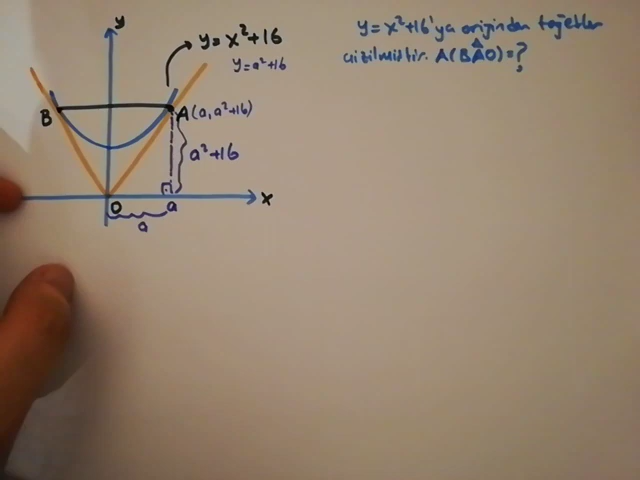 y
y = x²+16
y = a²+16
B
A(a, a²+16)
a²+16
O
a
x
a
y = x²+16'ya orijinden teğetler
çizilmiştir. A(BÂO) = ?